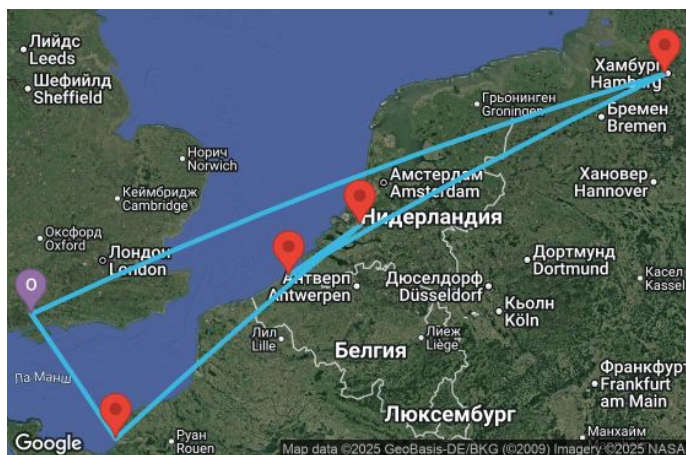 Лийдс
Leeds
Шефийлд
Sheffield
Хамбург
Hamburg
Грьонинген
Groningen
Бремен
Bremen
Норич
Norwich
Амстердам
Amsterdam
Хановер
Hannover
Кеймбридж
Cambridge
Нидерландия
Оксфорд
Oxford
Лондон
London
Дортмунд
Dortmund
Антверп
Antwerpen
Дюселдорф
Düsseldorf
Касел
Kassel
O
Кьолн
Köln
Лил
Lille
Лиеж
Liège
Белгия
Ла Манш
Франкфурт
Frankfurt
am Main
Люксембург
Руан
Rouen
Манхайм
Google
Map data ©2025 GeoBasis-DE/BKG (©2009) Imagery ©2025 NASA